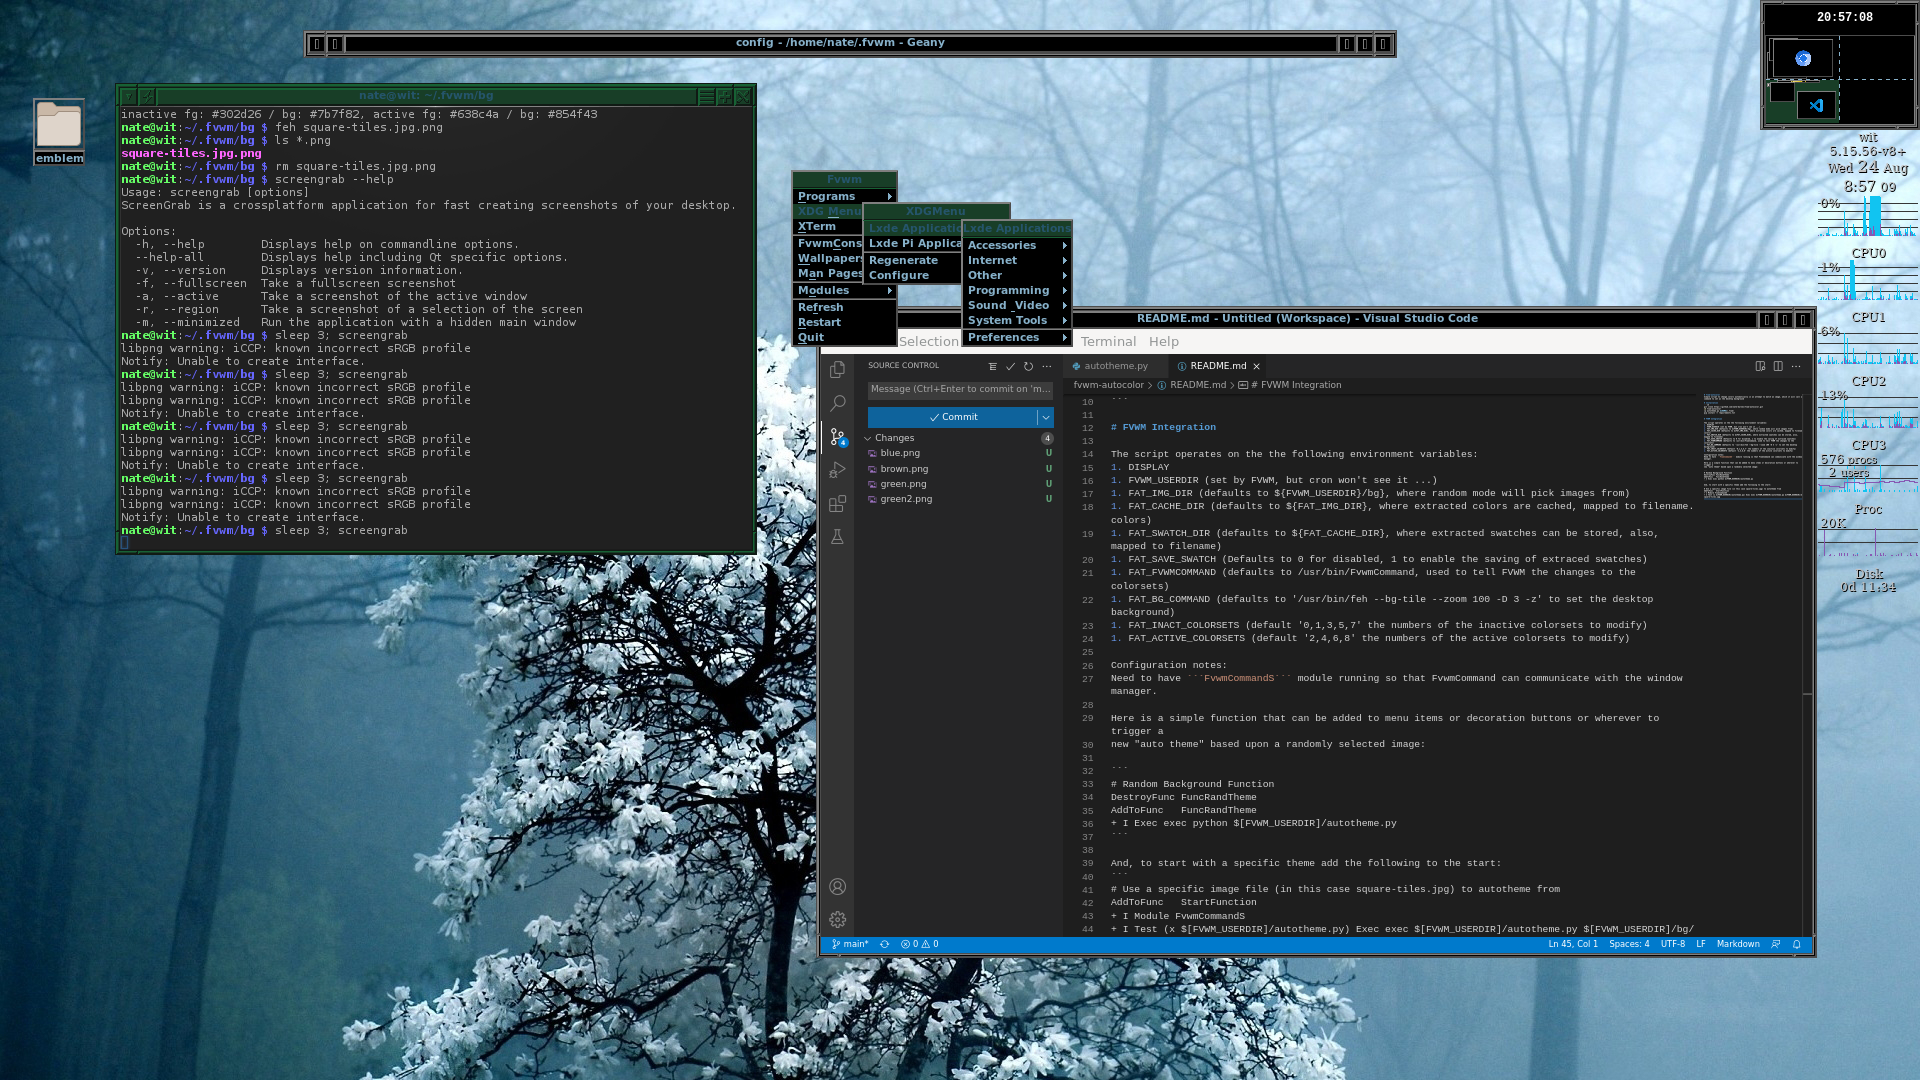 config - /home/nate/.fvwm - Geany
20:57:08
emblem
nate@wit: ~/.fvwm/bg
inactive fg: #302d26 / bg: #7b7f82, active fg: #638c4a / bg: #854f43
nate@wit:~/.fvwm/bg $ feh square-tiles.jpg.png
nate@wit:~/.fvwm/bg $ ls *.png
square-tiles.jpg.png
nate@wit:~/.fvwm/bg $ rm square-tiles.jpg.png
nate@wit:~/.fvwm/bg $ screengrab --help
Usage: screengrab [options]
ScreenGrab is a crossplatform application for fast creating screenshots of your desktop.
Options:
-h, --help Displays help on commandline options.
--help-all Displays help including Qt specific options.
-v, --version Displays version information.
-f, --fullscreen Take a fullscreen screenshot
-a, --active Take a screenshot of the active window
-r, --region Take a screenshot of a selection of the screen
-m, --minimized Run the application with a hidden main window
nate@wit:~/.fvwm/bg $ sleep 3; screengrab
libpng warning: iCCP: known incorrect sRGB profile
Notify: Unable to create interface.
nate@wit:~/.fvwm/bg $ sleep 3; screengrab
libpng warning: iCCP: known incorrect sRGB profile
libpng warning: iCCP: known incorrect sRGB profile
Notify: Unable to create interface.
nate@wit:~/.fvwm/bg $ sleep 3; screengrab
libpng warning: iCCP: known incorrect sRGB profile
libpng warning: iCCP: known incorrect sRGB profile
Notify: Unable to create interface.
nate@wit:~/.fvwm/bg $ sleep 3; screengrab
libpng warning: iCCP: known incorrect sRGB profile
libpng warning: iCCP: known incorrect sRGB profile
Notify: Unable to create interface.
nate@wit:~/.fvwm/bg $ sleep 3; screengrab
Fvwm
Programs
XDG Menu
XTerm
FvwmCons
Wallpapers
Man Pages
Modules
Refresh
Restart
Quit
XDGMenu
Lxde Applicatio
Lxde Pi Applica
Regenerate
Configure
Lxde Applications
Accessories
Internet
Other
Programming
Sound_Video
System Tools
Preferences
README.md - Untitled (Workspace) - Visual Studio Code
Selection
Terminal Help
SOURCE CONTROL
Message (Ctrl+Enter to commit on 'm...
Commit
4
Changes 4
blue.png U
brown.png U
green.png U
green2.png U
autotheme.py
README.md
fvwm-autocolor > README.md > # FVWM Integration
10 ```
11
12 # FVWM Integration
13
14 The script operates on the the following environment variables:
15 1. DISPLAY
16 1. FVWM_USERDIR (set by FVWM, but cron won't see it ...)
17 1. FAT_IMG_DIR (defaults to ${FVWM_USERDIR}/bg}, where random mode will pick images from)
18 1. FAT_CACHE_DIR (defaults to ${FAT_IMG_DIR}, where extracted colors are cached, mapped to filename.
colors)
19 1. FAT_SWATCH_DIR (defaults to ${FAT_CACHE_DIR}, where extracted swatches can be stored, also,
mapped to filename)
20 1. FAT_SAVE_SWATCH (Defaults to 0 for disabled, 1 to enable the saving of extraced swatches)
21 1. FAT_FVWMCOMMAND (defaults to /usr/bin/FvwmCommand, used to tell FVWM the changes to the
colorsets)
22 1. FAT_BG_COMMAND (defaults to '/usr/bin/feh --bg-tile --zoom 100 -D 3 -z' to set the desktop
background)
23 1. FAT_INACT_COLORSETS (default '0,1,3,5,7' the numbers of the inactive colorsets to modify)
24 1. FAT_ACTIVE_COLORSETS (default '2,4,6,8' the numbers of the active colorsets to modify)
25
26 Configuration notes:
27 Need to have ```FvwmCommandS``` module running so that FvwmCommand can communicate with the window
manager.
28
29 Here is a simple function that can be added to menu items or decoration buttons or wherever to
trigger a
30 new "auto theme" based upon a randomly selected image:
31
32 ```
33 # Random Background Function
34 DestroyFunc FuncRandTheme
35 AddToFunc FuncRandTheme
36 + I Exec exec python $[FVWM_USERDIR]/autotheme.py
37 ```
38
39 And, to start with a specific theme add the following to the start:
40 ```
41 # Use a specific image file (in this case square-tiles.jpg) to autotheme from
42 AddToFunc StartFunction
43 + I Module FvwmCommandS
44 + I Test (x $[FVWM_USERDIR]/autotheme.py) Exec exec $[FVWM_USERDIR]/autotheme.py $[FVWM_USERDIR]/bg/
main* 0 0
Ln 45, Col 1 Spaces: 4 UTF-8 LF Markdown
wit
5.15.56-v8+
Wed 24 Aug
8:57 09
0%
CPU0
1%
CPU1
6%
CPU2
13%
CPU3
576 procs
2 users
Proc
20K
Disk
0d 11:34